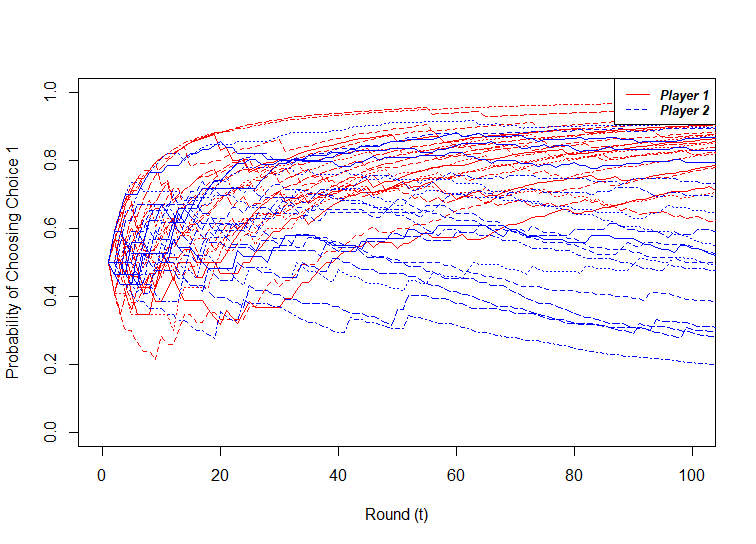 Player 1
Player 2
1.0
0.8
0.6
0.4
0.2
0.0
Probability of Choosing Choice 1
0 20 40 60 80 100
Round (t)